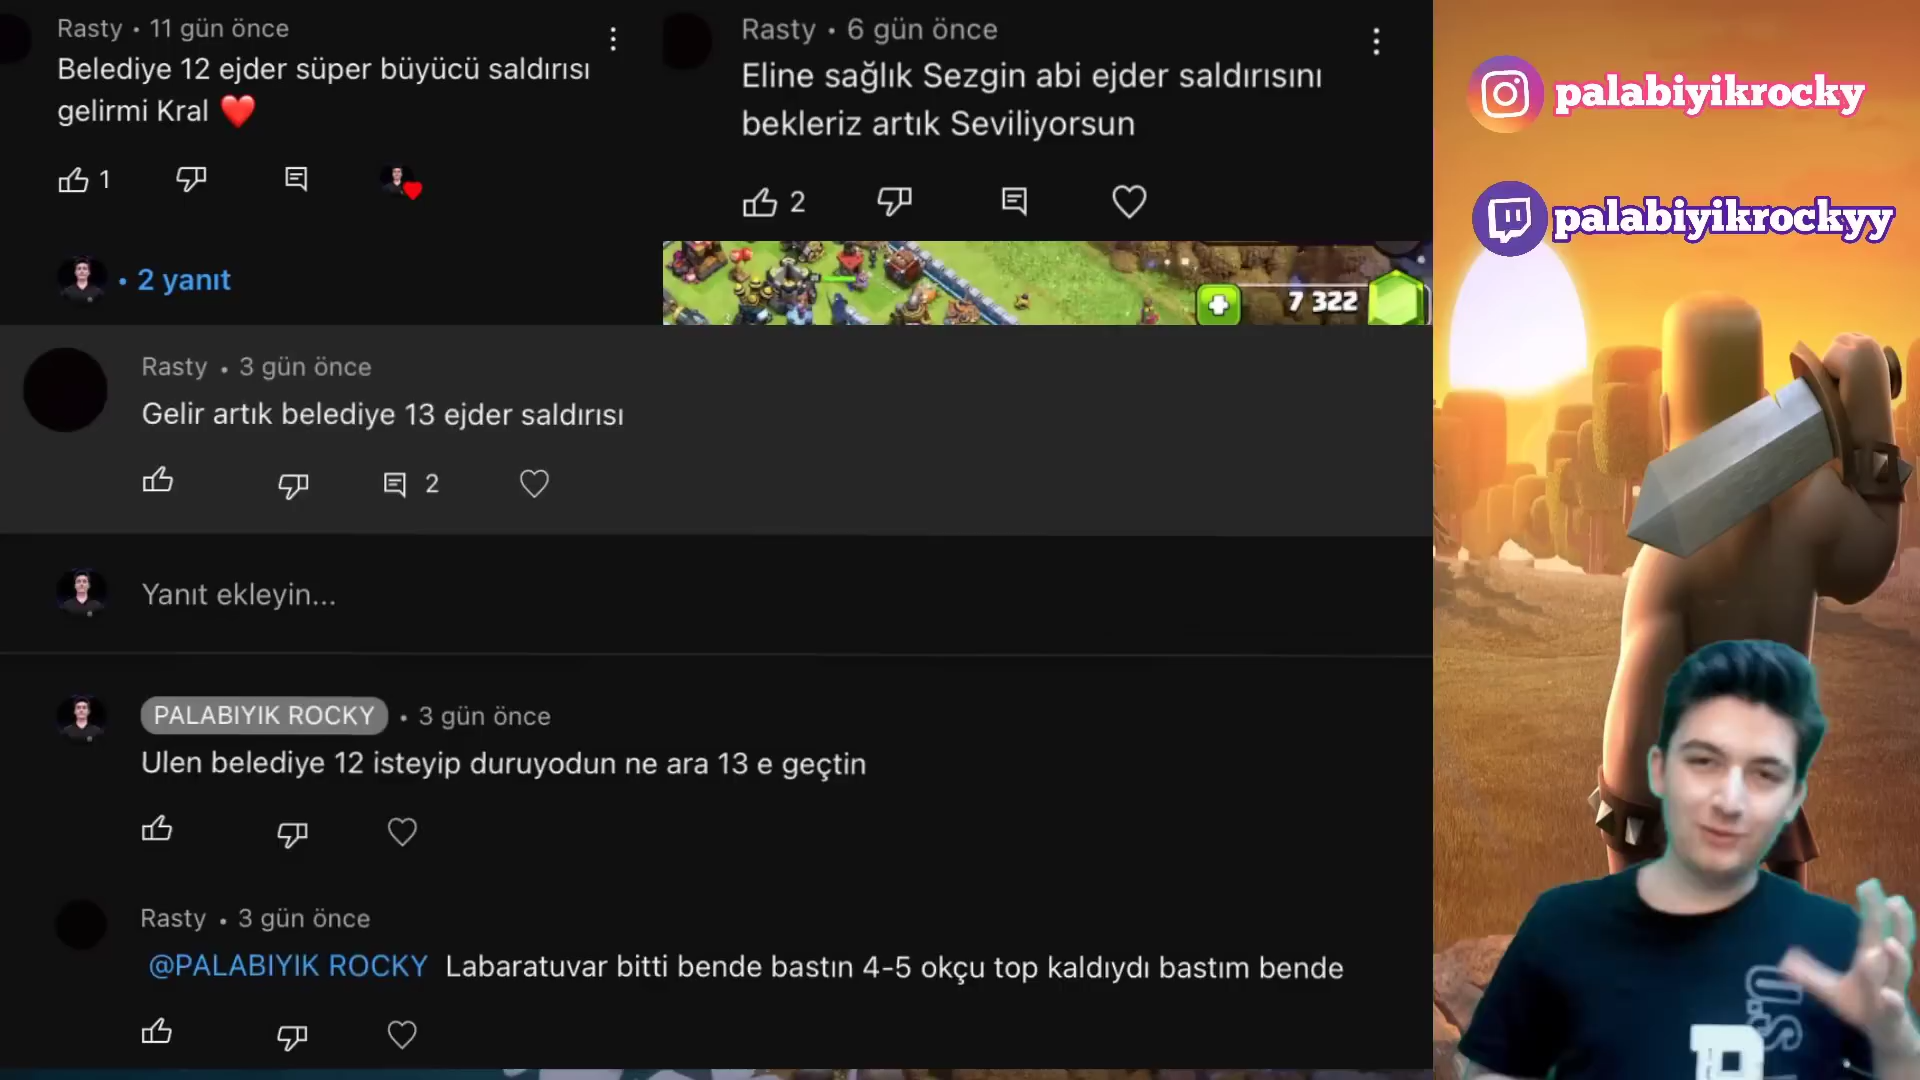 Rasty • 11 gün önce
Belediye 12 ejder süper büyücü saldırısı
gelirmi Kral ❤️
1
• 2 yanıt
Rasty • 6 gün önce
Eline sağlık Sezgin abi ejder saldırısını
bekleriz artık Seviliyorsun
2
7 322
Rasty • 3 gün önce
Gelir artık belediye 13 ejder saldırısı
2
Yanıt ekleyin...
PALABIYIK ROCKY • 3 gün önce
Ulen belediye 12 isteyip duruyodun ne ara 13 e geçtin
Rasty • 3 gün önce
@PALABIYIK ROCKY Labaratuvar bitti bende bastın 4-5 okçu top kaldıydı bastım bende
palabiyikrocky
palabiyikrockyy
U.S